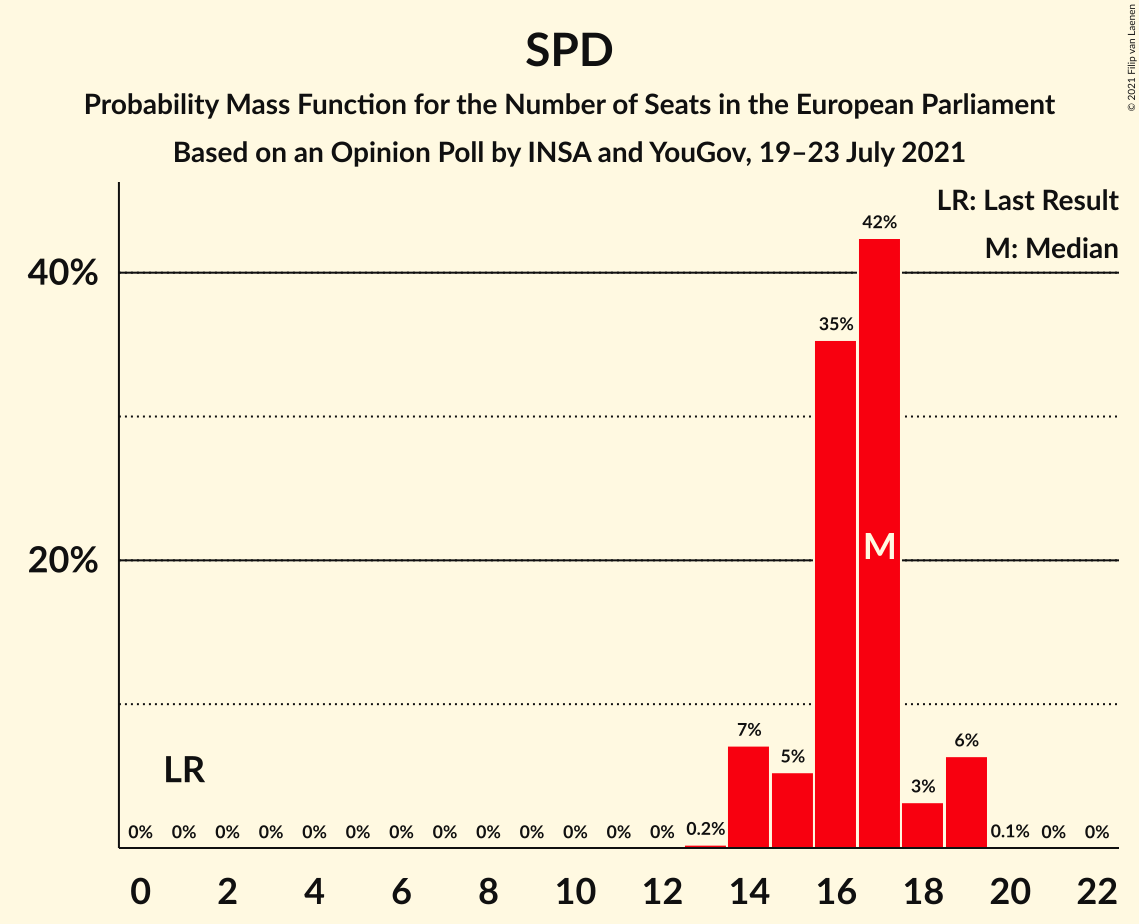 SPD
Probability Mass Function for the Number of Seats in the European Parliament
Based on an Opinion Poll by INSA and YouGov, 19–23 July 2021
© 2021 Filip van Laenen
LR: Last Result
M: Median
40%
20%
42%
35%
M
7%
5%
3%
6%
LR
0% 0% 0% 0% 0% 0% 0% 0% 0% 0% 0% 0% 0% 0.2% 0.1% 0% 0%
0 2 4 6 8 10 12 14 16 18 20 22